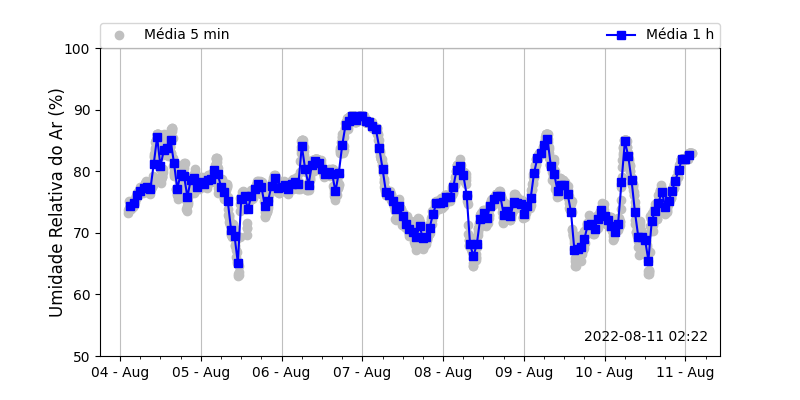 Média 5 min
Média 1 h
100
90
80
70
60
50
Umidade Relativa do Ar (%)
2022-08-11 02:22
04 - Aug
05 - Aug
06 - Aug
07 - Aug
08 - Aug
09 - Aug
10 - Aug
11 - Aug